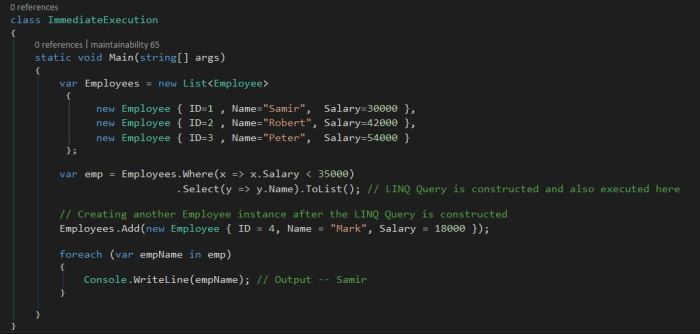 0 references
class ImmediateExecution
{
0 references | maintainability 65
static void Main(string[] args)
{
var Employees = new List<Employee>
{
new Employee { ID=1 , Name="Samir",  Salary=30000 },
new Employee { ID=2 , Name="Robert", Salary=42000 },
new Employee { ID=3 , Name="Peter",  Salary=54000 }
};
var emp = Employees.Where(x => x.Salary < 35000)
.Select(y => y.Name).ToList(); // LINQ Query is constructed and also executed here
// Creating another Employee instance after the LINQ Query is constructed
Employees.Add(new Employee { ID = 4, Name = "Mark", Salary = 18000 });
foreach (var empName in emp)
{
Console.WriteLine(empName); // Output -- Samir
}
}
}